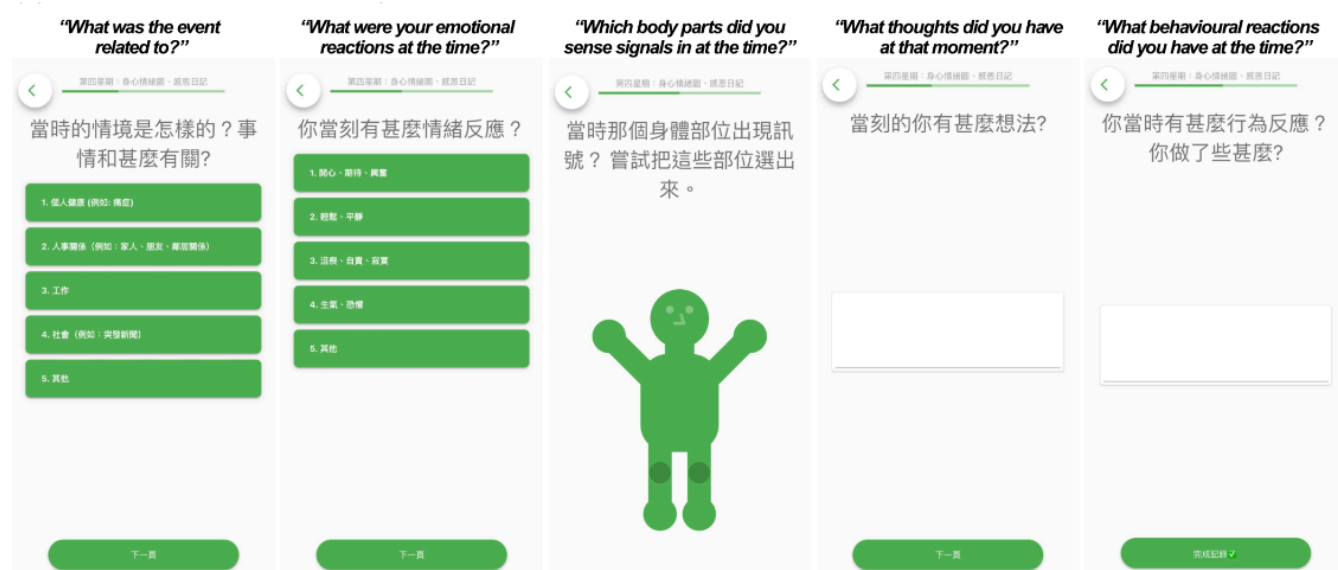 “What was the event
related to?”
第四星期：身心情緒圖、感恩日記
當時的情境是怎樣的？事
情和甚麼有關?
1. 個人健康 (例如: 痛症)
2. 人事關係（例如：家人、朋友、鄰居關係）
3. 工作
4. 社會（例如：突發新聞）
5. 其他
下一頁
“What were your emotional
reactions at the time?”
第四星期：身心情緒圖、感恩日記
你當刻有甚麼情緒反應？
1. 開心、期待、興奮
2. 輕鬆、平靜
3. 沮喪、自責、寂寞
4. 生氣、恐懼
5. 其他
下一頁
“Which body parts did you
sense signals in at the time?”
第四星期：身心情緒圖、感恩日記
當時那個身體部位出現訊
號？ 嘗試把這些部位選出
來。
“What thoughts did you have
at that moment?”
第四星期：身心情緒圖、感恩日記
當刻的你有甚麼想法?
下一頁
“What behavioural reactions
did you have at the time?”
第四星期：身心情緒圖、感恩日記
你當時有甚麼行為反應？
你做了些甚麼?
完成記錄✅